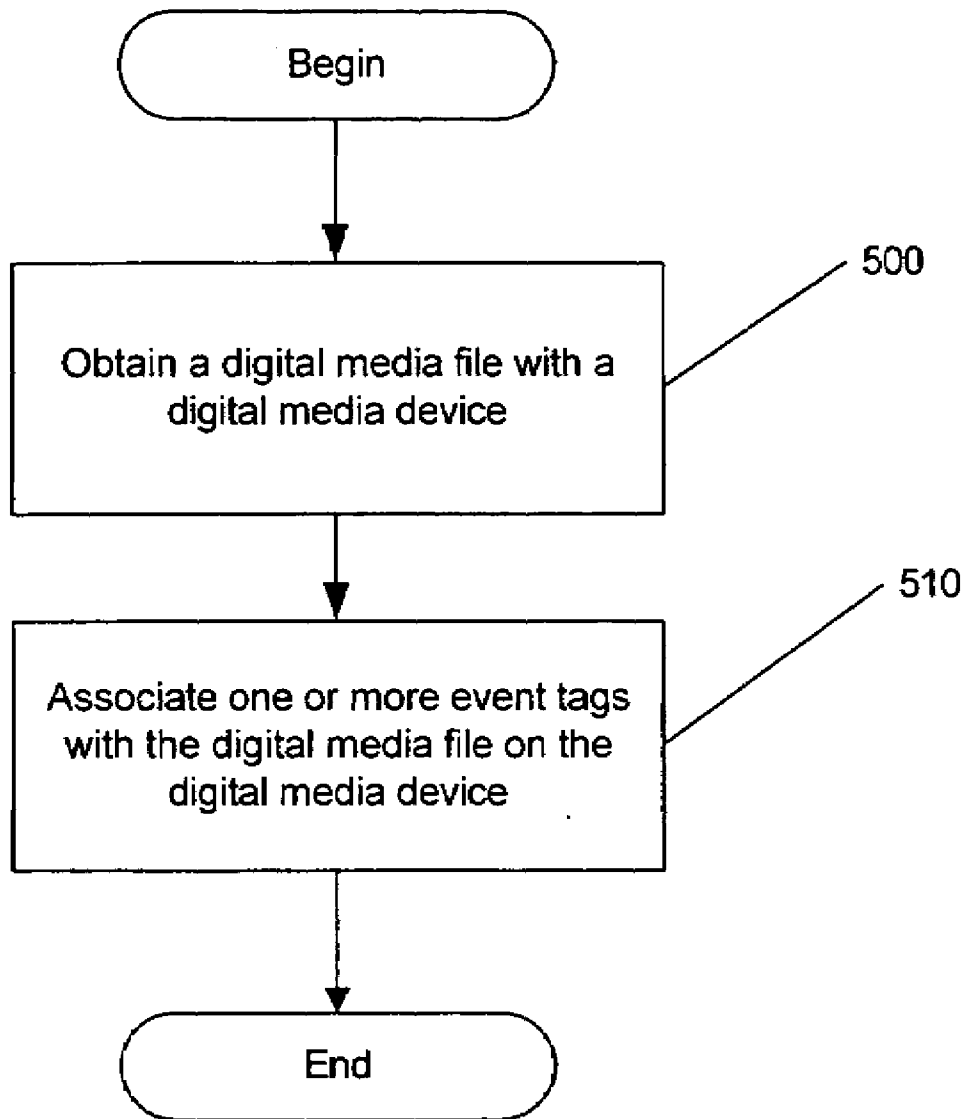 Begin
500
Obtain a digital media file with a
digital media device
510
Associate one or more event tags
with the digital media file on the
digital media device
End